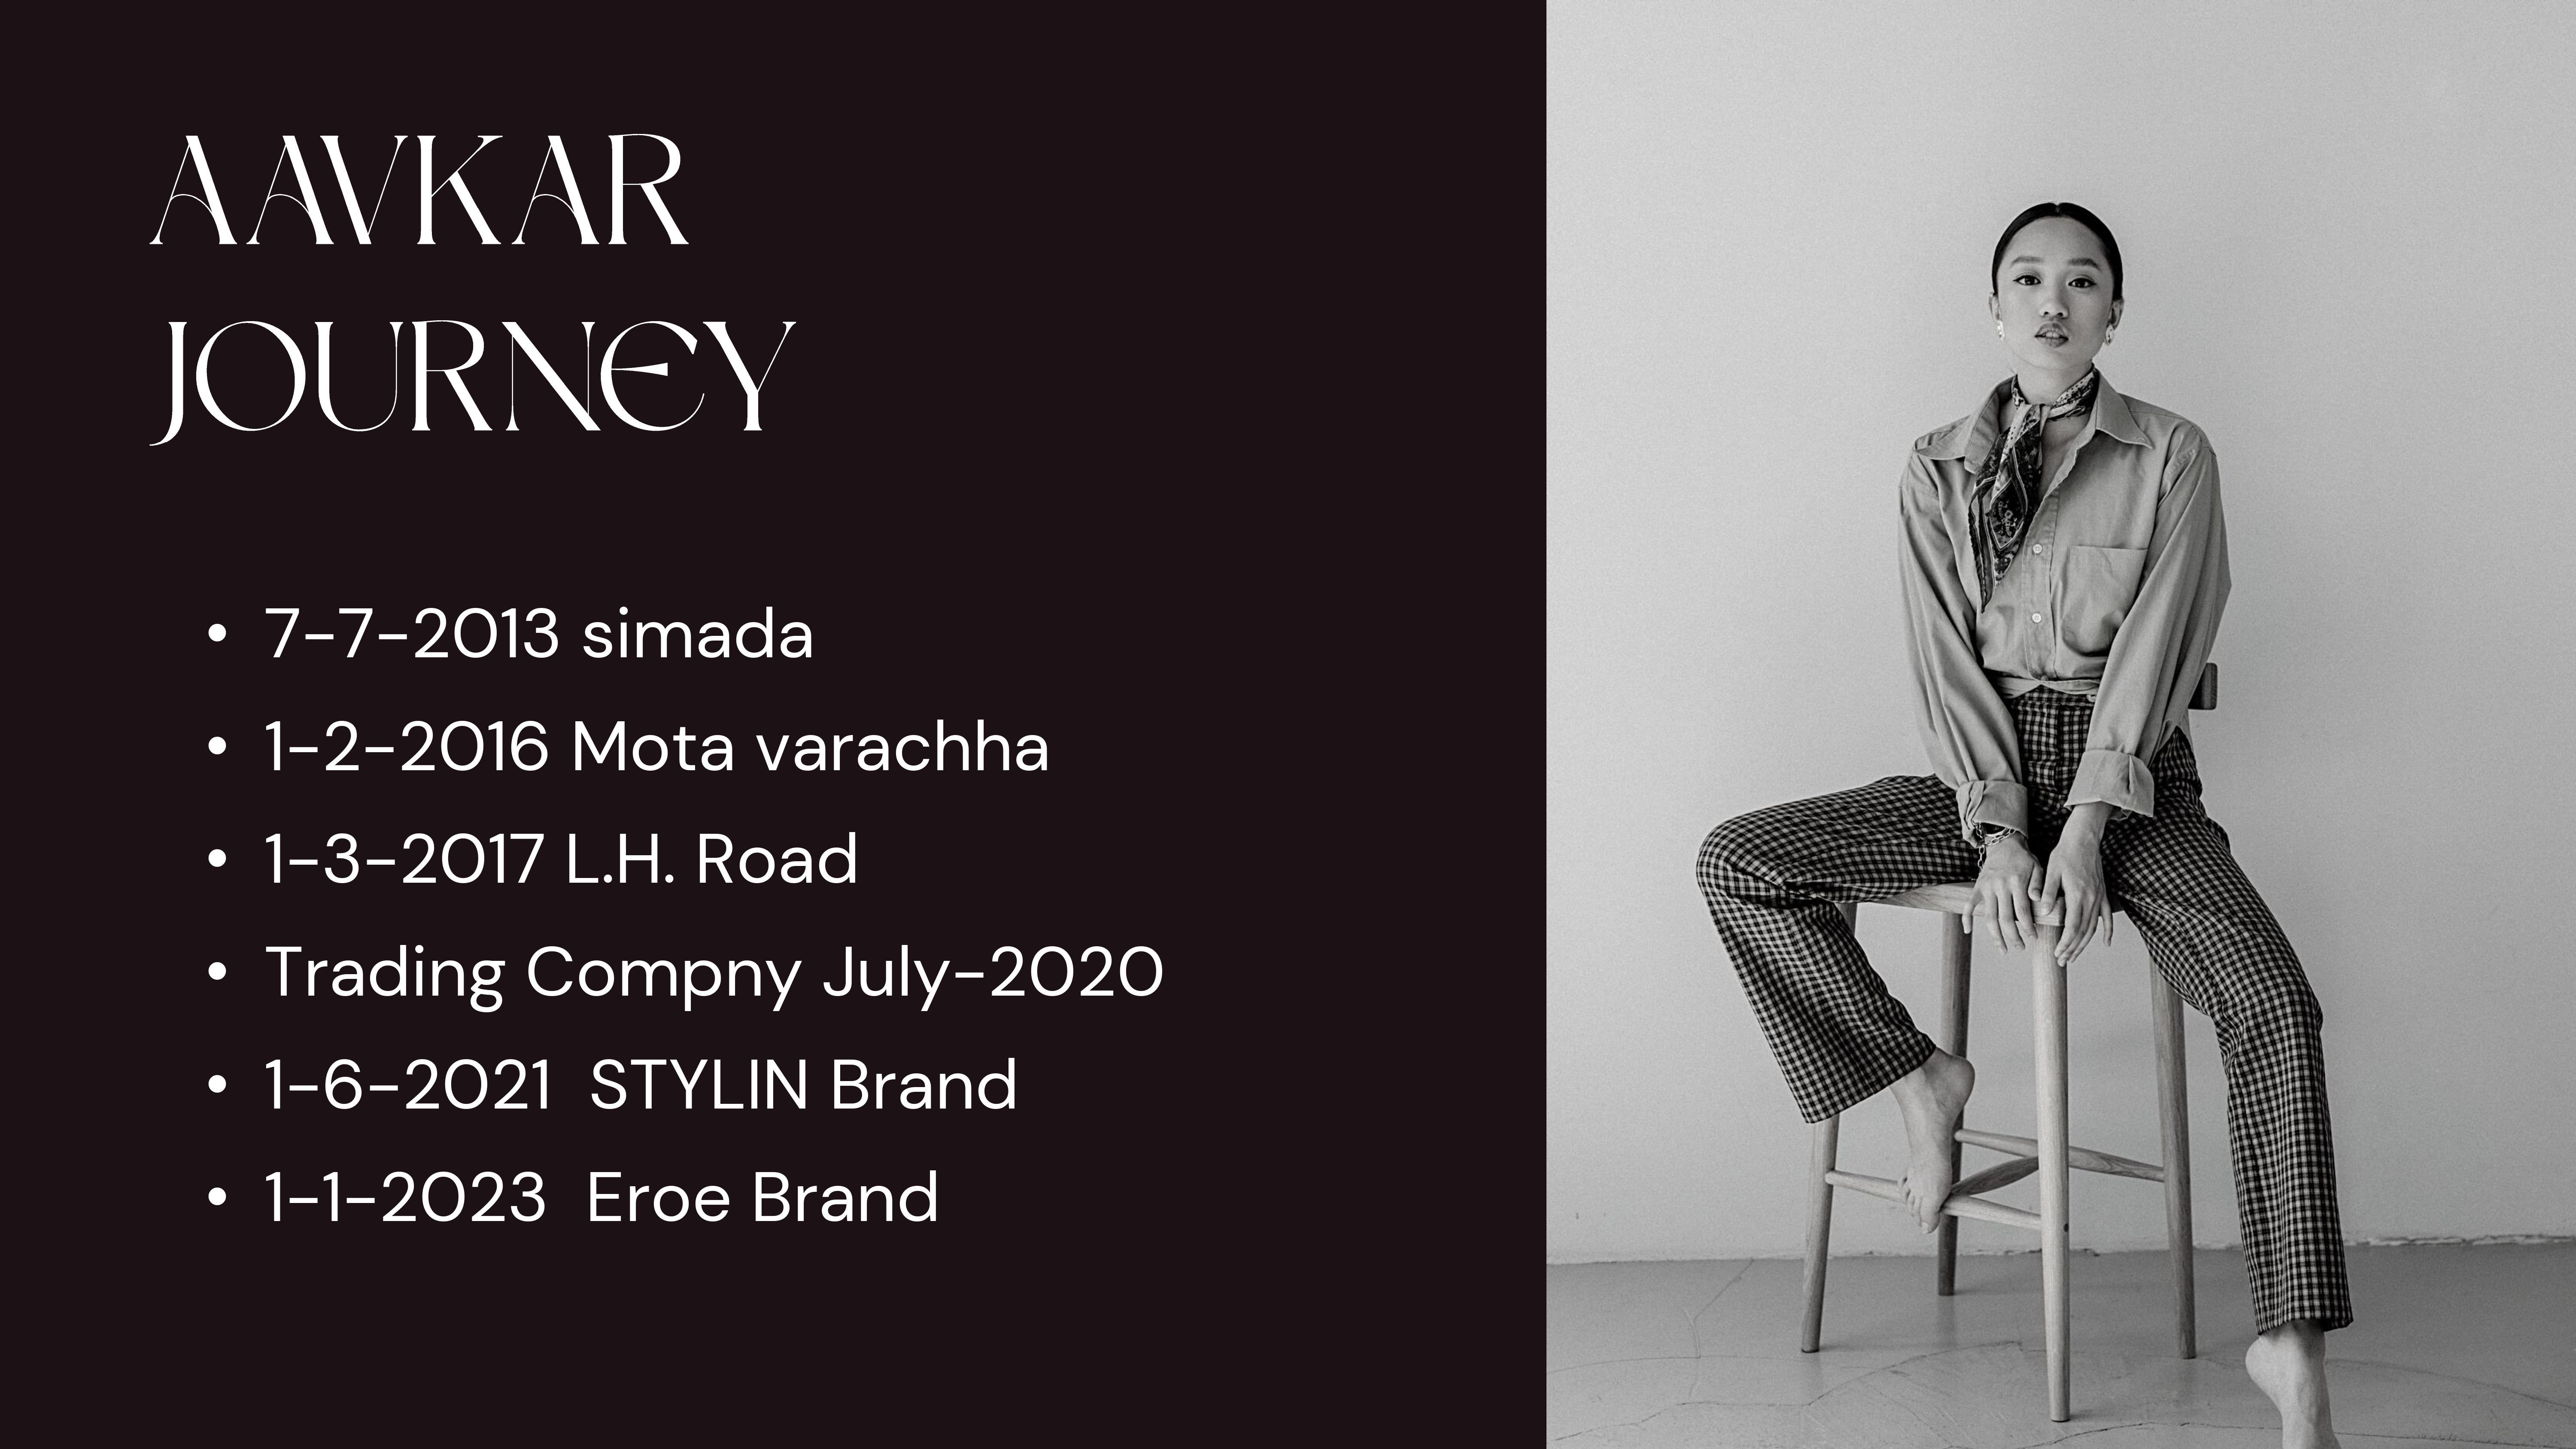 AAVKAR
JOURNEY
• 7-7-2013 simada
• 1-2-2016 Mota varachha
• 1-3-2017 L.H. Road
• Trading Compny July-2020
• 1-6-2021  STYLIN Brand
• 1-1-2023  Eroe Brand